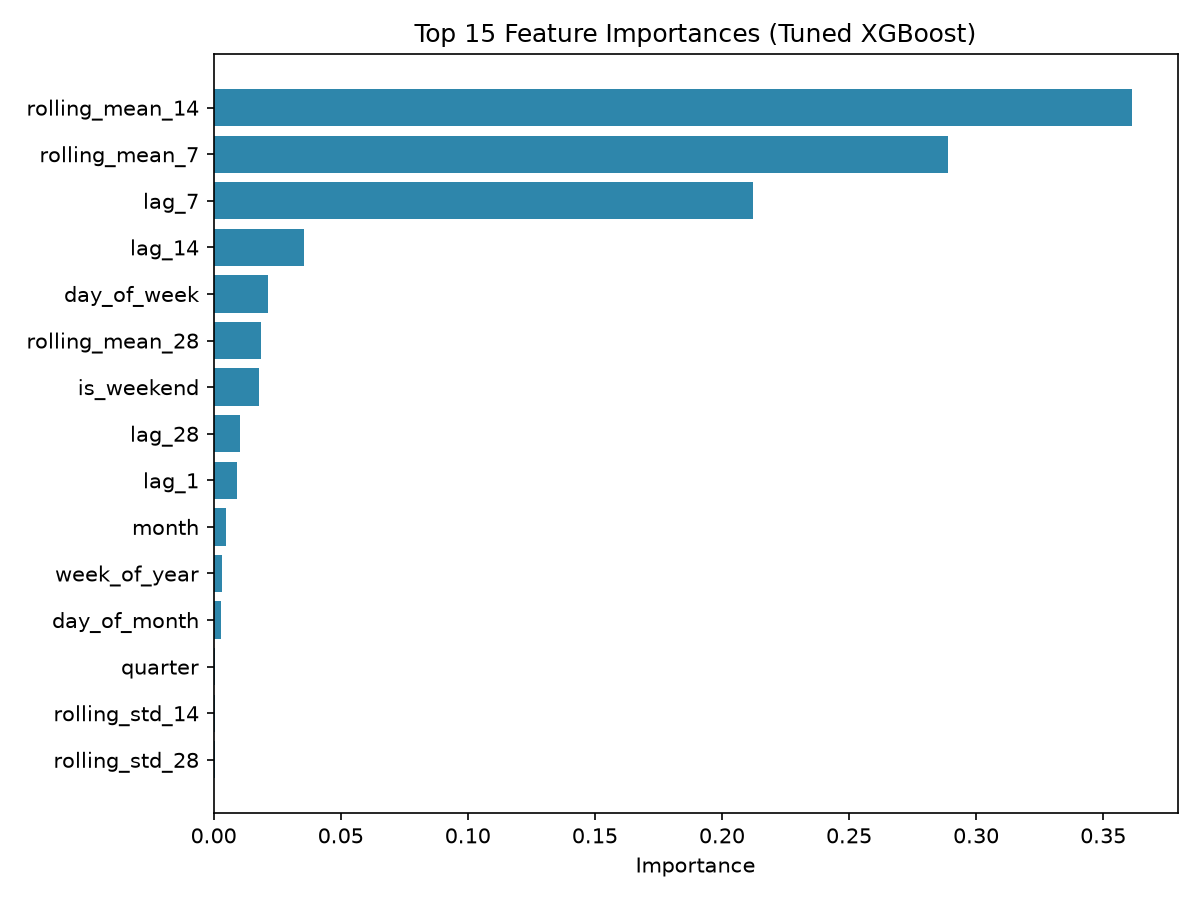 Top 15 Feature Importances (Tuned XGBoost)
rolling_mean_14
rolling_mean_7
lag_7
lag_14
day_of_week
rolling_mean_28
is_weekend
lag_28
lag_1
month
week_of_year
day_of_month
quarter
rolling_std_14
rolling_std_28
0.00 0.05 0.10 0.15 0.20 0.25 0.30 0.35
Importance